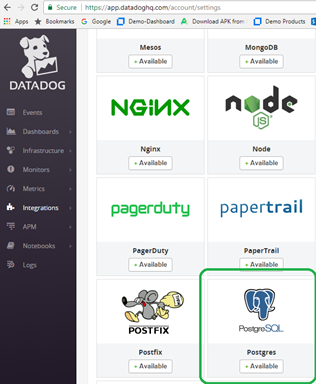 Secure https://app.datadoghq.com/account/settings
Apps
Demo-Dashboard
Download APK from
Demo Products
DATADOG
Events
Dashboards
Infrastructure
Monitors
Metrics
Integrations
APM
Notebooks
Logs
Mesos
MongoDB
+ Available
+ Available
NGiNX
node
JS
Nginx
Node
+ Available
+ Available
pagerduty
papertrail
PagerDuty
PaperTrail
+ Available
+ Available
POSTFIX
PostgreSQL
Postfix
Postgres
+ Available
+ Available